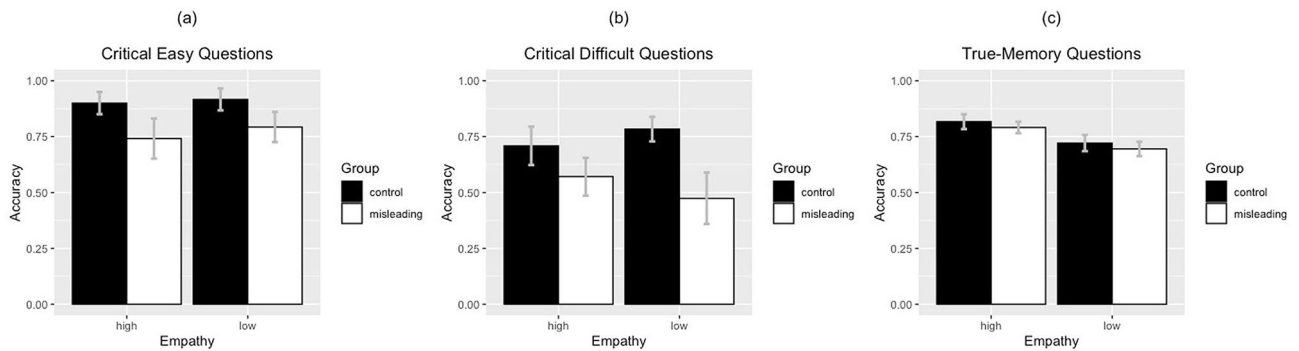 (a)
Critical Easy Questions
1.00
0.75
0.50
0.25
0.00
Accuracy
high low
Empathy
Group
control
misleading
(b)
Critical Difficult Questions
1.00
0.75
0.50
0.25
0.00
Accuracy
high low
Empathy
Group
control
misleading
(c)
True-Memory Questions
1.00
0.75
0.50
0.25
0.00
Accuracy
high low
Empathy
Group
control
misleading